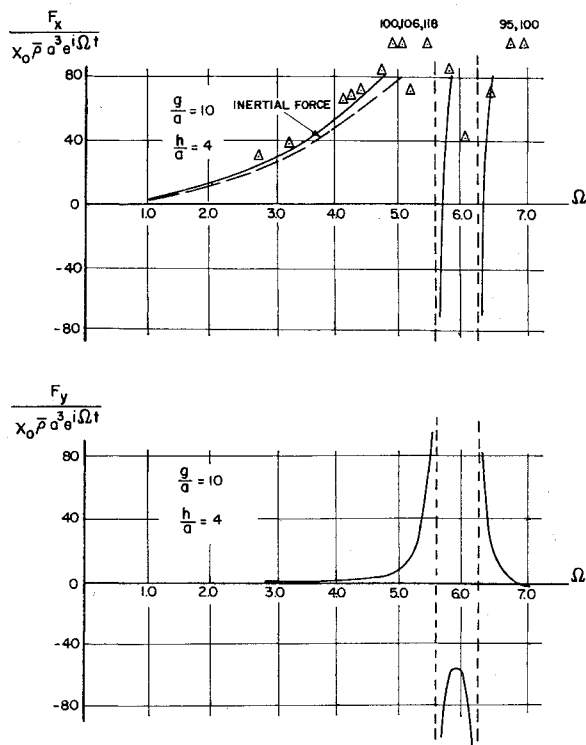 F_x
χ_0 ρ̄ a^3 e^{iΩt}
100,106,118
95,100
80
40
0
-40
-80
g/a = 10
h/a = 4
INERTIAL FORCE
1.0 2.0 3.0 4.0 5.0 6.0 7.0
Ω
F_y
χ_0 ρ̄ a^3 e^{iΩt}
80
40
0
-40
-80
g/a = 10
h/a = 4
1.0 2.0 3.0 4.0 5.0 6.0 7.0
Ω